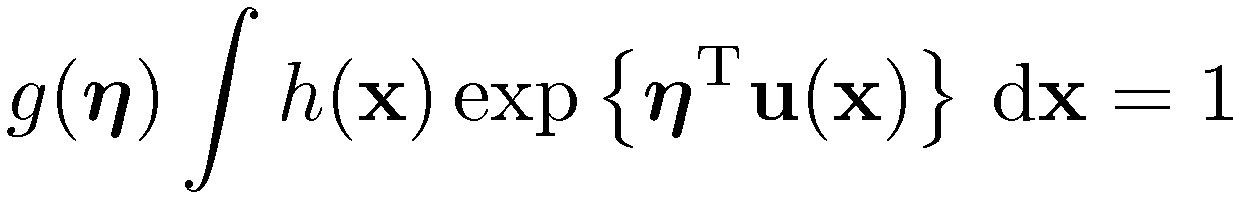 g(𝛈) ∫ h(𝐱) exp {𝛈ᵀ𝐮(𝐱)} d𝐱 = 1